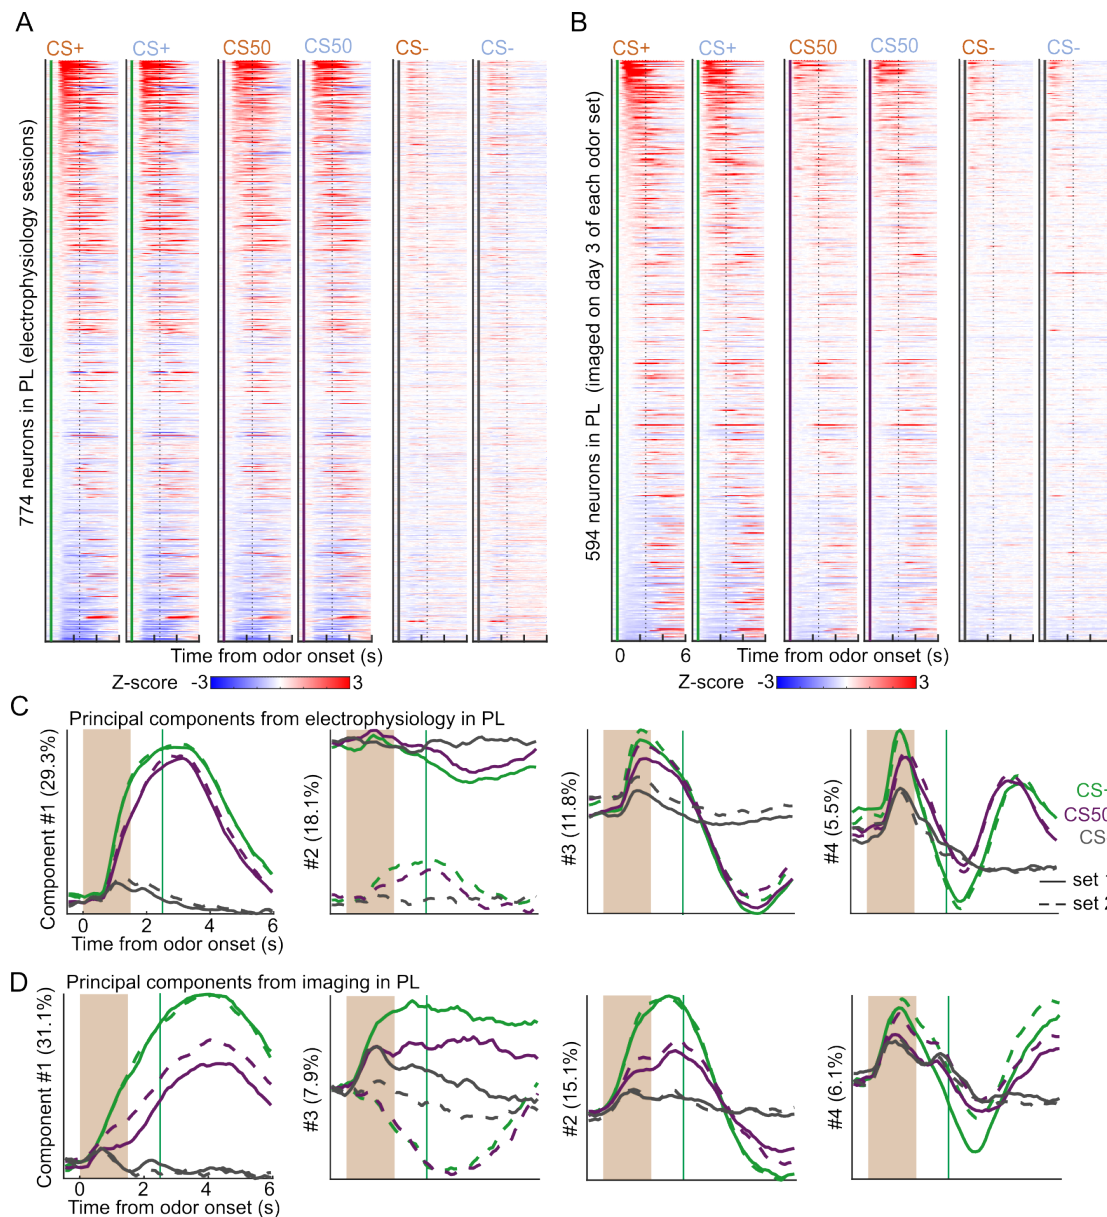 A
B
CS+ CS+ CS50 CS50 CS- CS-
CS+ CS+ CS50 CS50 CS- CS-
774 neurons in PL (electrophysiology sessions)
594 neurons in PL (imaged on day 3 of each odor set)
Time from odor onset (s)
0 6 Time from odor onset (s)
Z-score -3 3
Z-score -3 3
C
Principal components from electrophysiology in PL
Component #1 (29.3%)
#2 (18.1%)
#3 (11.8%)
#4 (5.5%)
CS+
CS50
CS
set 1
set 2
0 2 4 6
Time from odor onset (s)
D
Principal components from imaging in PL
Component #1 (31.1%)
#3 (7.9%)
#2 (15.1%)
#4 (6.1%)
0 2 4 6
Time from odor onset (s)